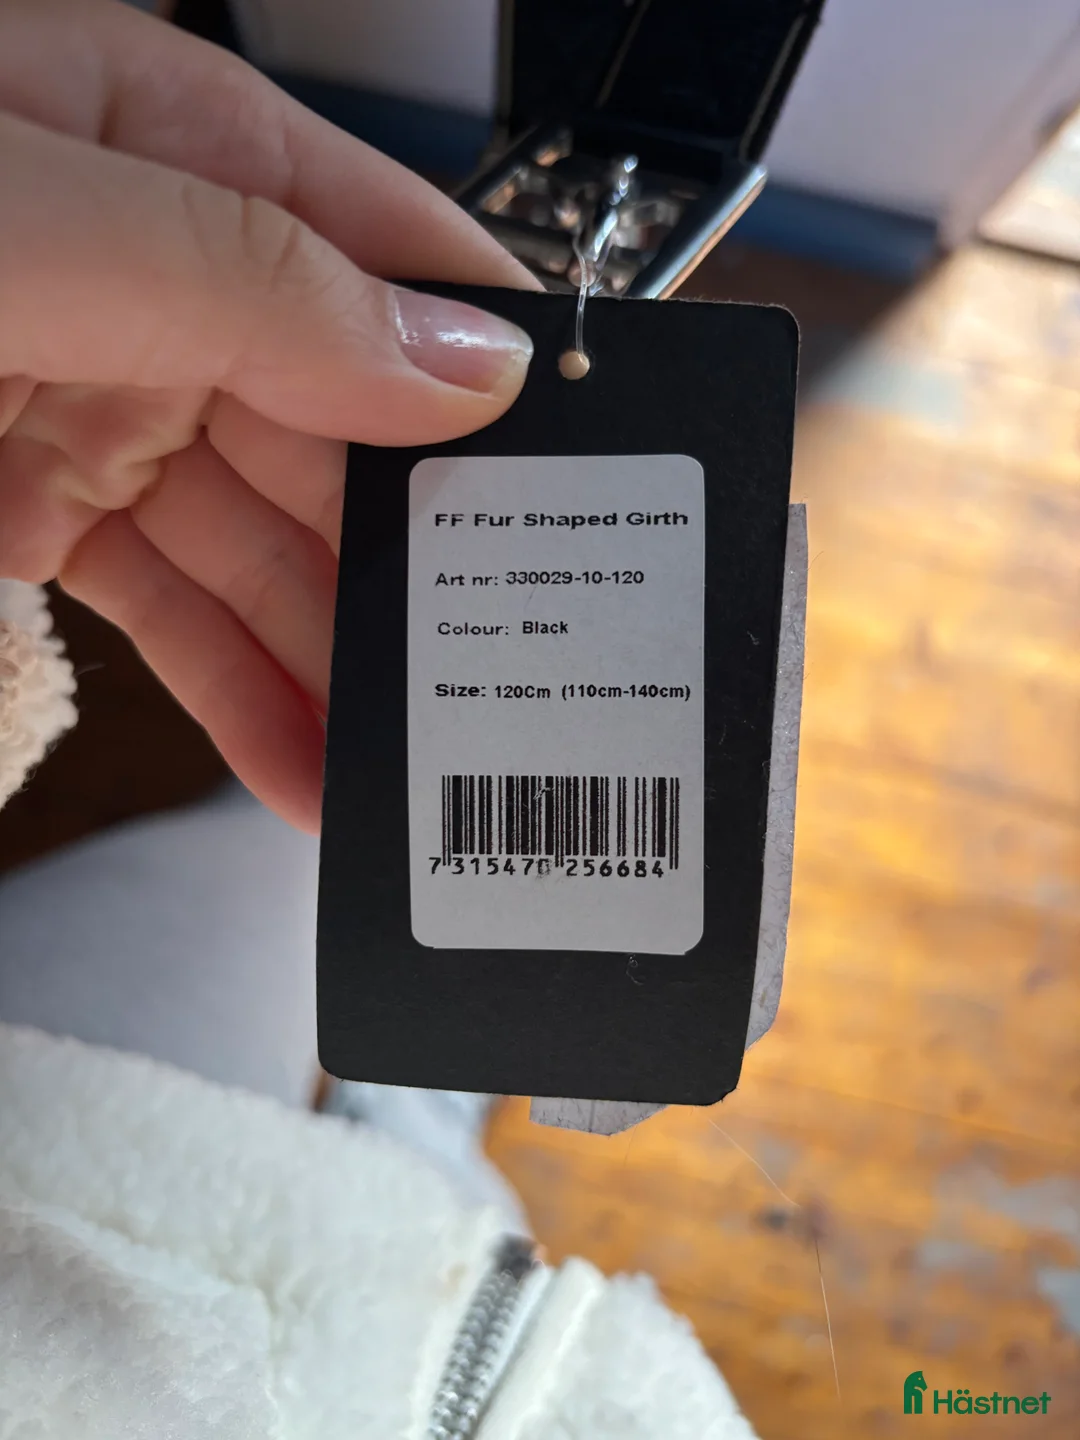 FF Fur Shaped Girth
Art nr: 330029-10-120
Colour: Black
Size: 120Cm (110cm-140cm)
7 315470 256684
Hästnet